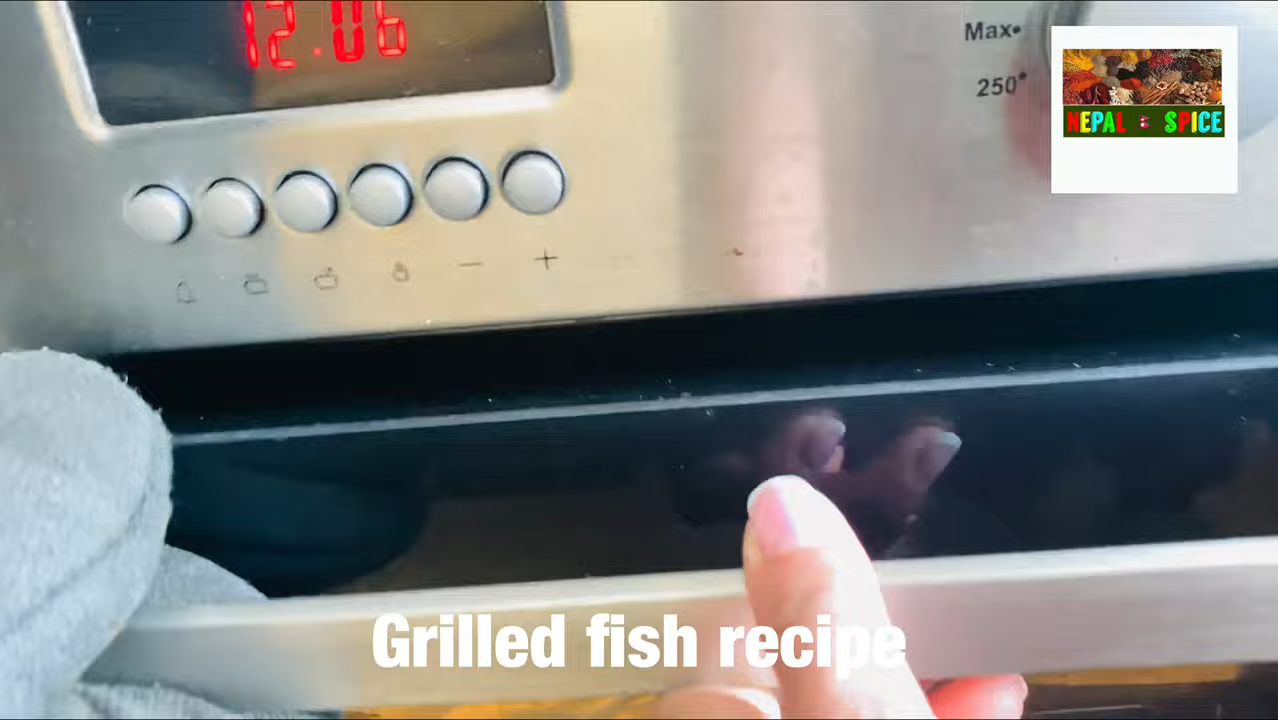 12.06
Max•
250°
NEPAL SPICE
− +
Grilled fish recipe